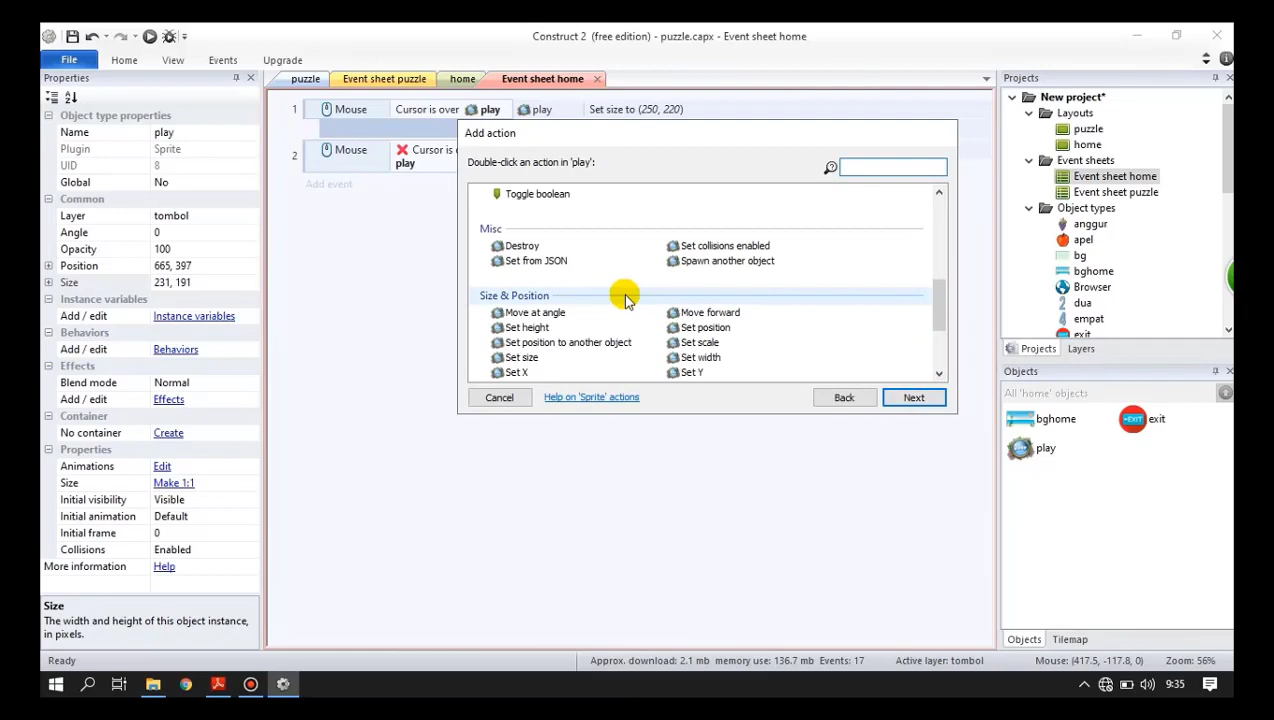 Construct 2 (free edition) - puzzle.capx - Event sheet home
File Home View Events Upgrade
Properties
puzzle Event sheet puzzle home Event sheet home
Object type properties
Name play
Plugin Sprite
UID 8
Global No
Common
Layer tombol
Angle 0
Opacity 100
Position 665, 397
Size 231, 191
Instance variables
Add / edit Instance variables
Behaviors
Add / edit Behaviors
Effects
Blend mode Normal
Add / edit Effects
Container
No container Create
Properties
Animations Edit
Size Make 1:1
Initial visibility Visible
Initial animation Default
Initial frame 0
Collisions Enabled
More information Help
Size
The width and height of this object instance,
in pixels.
1 Mouse Cursor is over play play Set size to (250, 220)
2 Mouse Cursor is
play
Add event
Add action
Double-click an action in 'play':
Toggle boolean
Misc
Destroy Set collisions enabled
Set from JSON Spawn another object
Size & Position
Move at angle Move forward
Set height Set position
Set position to another object Set scale
Set size Set width
Set X Set Y
Cancel Help on 'Sprite' actions Back Next
Projects
New project*
Layouts
puzzle
home
Event sheets
Event sheet home
Event sheet puzzle
Object types
anggur
apel
bg
bghome
Browser
dua
empat
exit
Projects Layers
Objects
All 'home' objects
bghome EXIT exit
play
Objects Tilemap
Ready Approx. download: 2.1 mb memory use: 136.7 mb Events: 17 Active layer: tombol Mouse: (417.5, -117.8, 0) Zoom: 56%
9:35